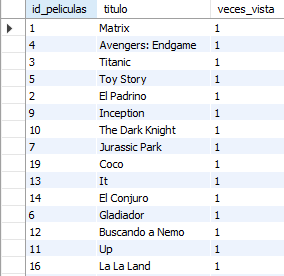 id_peliculas titulo veces_vista
1 Matrix 1
4 Avengers: Endgame 1
3 Titanic 1
5 Toy Story 1
2 El Padrino 1
9 Inception 1
10 The Dark Knight 1
7 Jurassic Park 1
19 Coco 1
13 It 1
14 El Conjuro 1
6 Gladiador 1
12 Buscando a Nemo 1
11 Up 1
16 La La Land 1